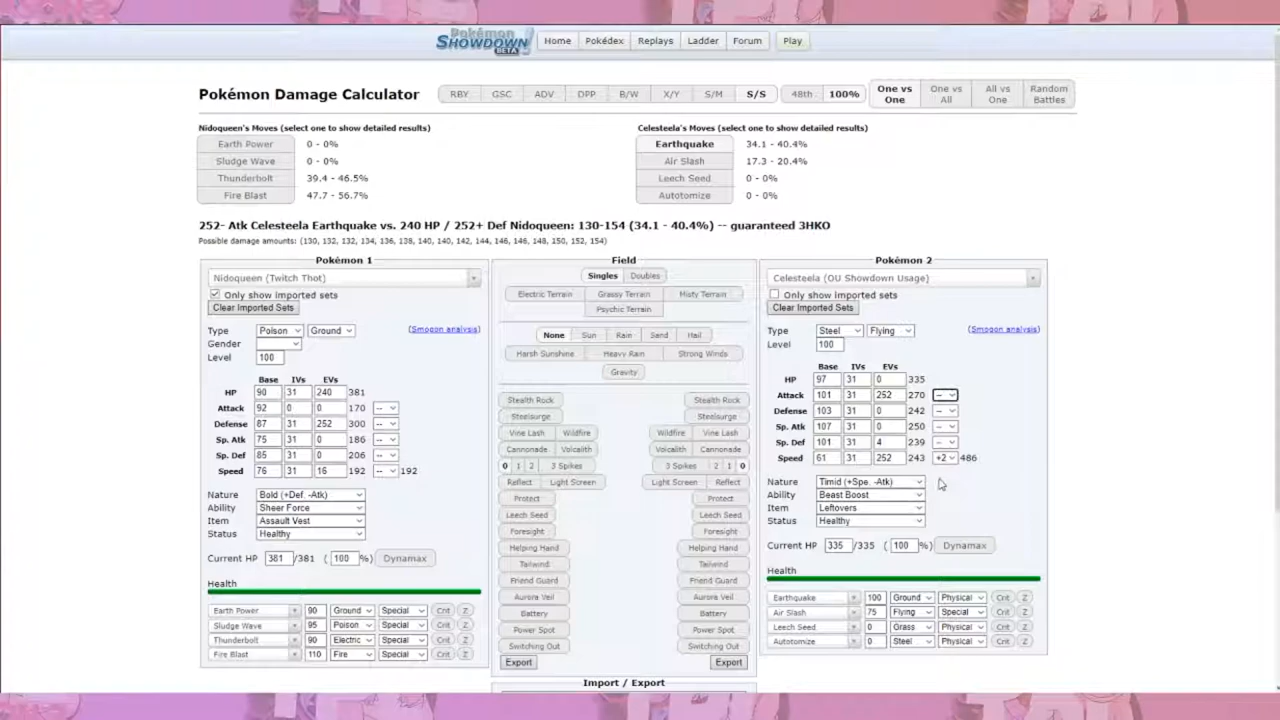 Pokémon SHOWDOWN! BETA Home Pokédex Replays Ladder Forum Play
Pokémon Damage Calculator RBY GSC ADV DPP B/W X/Y S/M S/S 48th 100% One vs One One vs All All vs One Random Battles
Nidoqueen's Moves (select one to show detailed results)
Earth Power 0 - 0%
Sludge Wave 0 - 0%
Thunderbolt 39.4 - 46.5%
Fire Blast 47.7 - 56.7%
Celesteela's Moves (select one to show detailed results)
Earthquake 34.1 - 40.4%
Air Slash 17.3 - 20.4%
Leech Seed 0 - 0%
Autotomize 0 - 0%
252- Atk Celesteela Earthquake vs. 240 HP / 252+ Def Nidoqueen: 130-154 (34.1 - 40.4%) -- guaranteed 3HKO
Possible damage amounts: (130, 132, 132, 134, 136, 138, 140, 140, 142, 144, 146, 146, 148, 150, 152, 154)
Pokémon 1
Nidoqueen (Twitch Thot)
Only show imported sets
Clear Imported Sets
Type Poison Ground (Smogon analysis)
Gender
Level 100
Base IVs EVs
HP 90 31 240 381
Attack 92 0 0 170 --
Defense 87 31 252 300 --
Sp. Atk 75 31 0 186 --
Sp. Def 85 31 0 206 --
Speed 76 31 16 192 -- 192
Nature Bold (+Def, -Atk)
Ability Sheer Force
Item Assault Vest
Status Healthy
Current HP 381 /381 ( 100 %) Dynamax
Health
Earth Power 90 Ground Special Crit Z
Sludge Wave 95 Poison Special Crit Z
Thunderbolt 90 Electric Special Crit Z
Fire Blast 110 Fire Special Crit Z
Field
Singles Doubles
Electric Terrain Grassy Terrain Misty Terrain
Psychic Terrain
None Sun Rain Sand Hail
Harsh Sunshine Heavy Rain Strong Winds
Gravity
Stealth Rock Stealth Rock
Steelsurge Steelsurge
Vine Lash Wildfire Wildfire Vine Lash
Cannonade Volcalith Volcalith Cannonade
0 1 2 3 Spikes 3 Spikes 2 1 0
Reflect Light Screen Light Screen Reflect
Protect Protect
Leech Seed Leech Seed
Foresight Foresight
Helping Hand Helping Hand
Tailwind Tailwind
Friend Guard Friend Guard
Aurora Veil Aurora Veil
Battery Battery
Power Spot Power Spot
Switching Out Switching Out
Export Export
Import / Export
Pokémon 2
Celesteela (OU Showdown Usage)
Only show imported sets
Clear Imported Sets
Type Steel Flying (Smogon analysis)
Level 100
Base IVs EVs
HP 97 31 0 335
Attack 101 31 252 270 --
Defense 103 31 0 242 --
Sp. Atk 107 31 0 250 --
Sp. Def 101 31 4 239 --
Speed 61 31 252 243 +2 486
Nature Timid (+Spe, -Atk)
Ability Beast Boost
Item Leftovers
Status Healthy
Current HP 335 /335 ( 100 %) Dynamax
Health
Earthquake 100 Ground Physical Crit Z
Air Slash 75 Flying Special Crit Z
Leech Seed 0 Grass Physical Crit Z
Autotomize 0 Steel Physical Crit Z